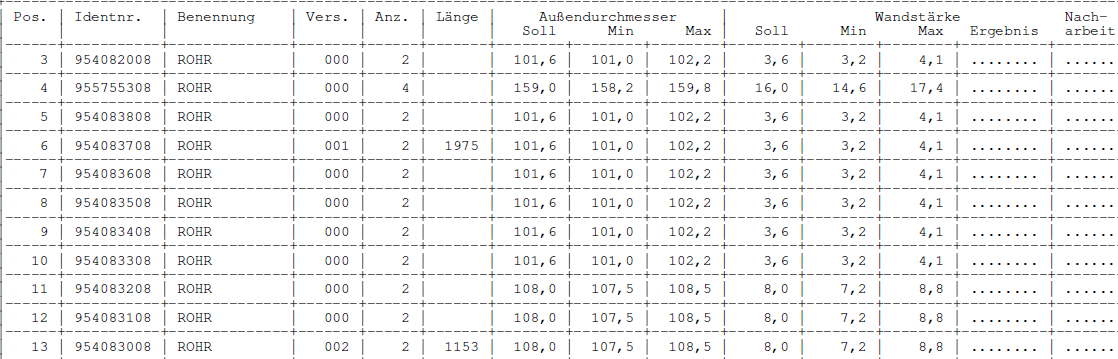 Pos. | Identnr. | Benennung | Vers. | Anz. | Länge | Außendurchmesser | Wandstärke Nach-
Soll Min Max | Soll Min Max Ergebnis arbeit
3 | 954082008 | ROHR | 000 | 2 | | 101,6 | 101,0 | 102,2 | 3,6 | 3,2 | 4,1 | ........ | ......
4 | 955755308 | ROHR | 000 | 4 | | 159,0 | 158,2 | 159,8 | 16,0 | 14,6 | 17,4 | ........ | ......
5 | 954083808 | ROHR | 000 | 2 | | 101,6 | 101,0 | 102,2 | 3,6 | 3,2 | 4,1 | ........ | ......
6 | 954083708 | ROHR | 001 | 2 | 1975 | 101,6 | 101,0 | 102,2 | 3,6 | 3,2 | 4,1 | ........ | ......
7 | 954083608 | ROHR | 000 | 2 | | 101,6 | 101,0 | 102,2 | 3,6 | 3,2 | 4,1 | ........ | ......
8 | 954083508 | ROHR | 000 | 2 | | 101,6 | 101,0 | 102,2 | 3,6 | 3,2 | 4,1 | ........ | ......
9 | 954083408 | ROHR | 000 | 2 | | 101,6 | 101,0 | 102,2 | 3,6 | 3,2 | 4,1 | ........ | ......
10 | 954083308 | ROHR | 000 | 2 | | 101,6 | 101,0 | 102,2 | 3,6 | 3,2 | 4,1 | ........ | ......
11 | 954083208 | ROHR | 000 | 2 | | 108,0 | 107,5 | 108,5 | 8,0 | 7,2 | 8,8 | ........ | ......
12 | 954083108 | ROHR | 000 | 2 | | 108,0 | 107,5 | 108,5 | 8,0 | 7,2 | 8,8 | ........ | ......
13 | 954083008 | ROHR | 002 | 2 | 1153 | 108,0 | 107,5 | 108,5 | 8,0 | 7,2 | 8,8 | ........ | ......